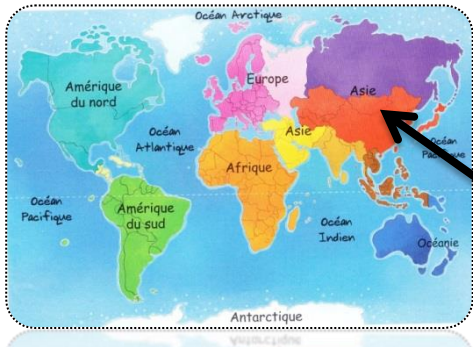 Océan Arctique
Amérique
du nord
Europe
Asie
Océan
Atlantique
Asie
Océan
Pacifique
Afrique
Océan
Pacifique
Amérique
du sud
Océan
Indien
Océanie
Antarctique